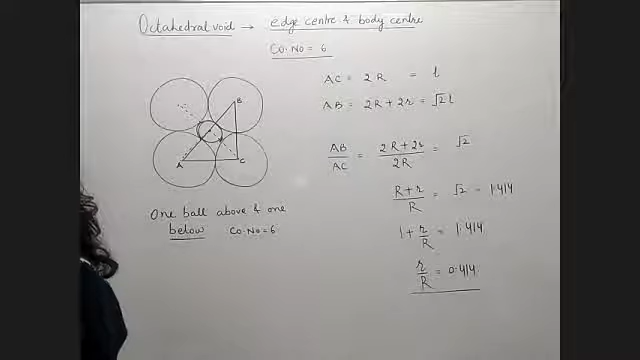 Octahedral void → edge centre & body centre
Co. No = 6
AC = 2R = l
AB = 2R + 2r = √2 l
AB/AC = (2R + 2r)/2R = √2
(R + r)/R = √2 = 1.414
1 + r/R = 1.414
r/R = 0.414
B
A
C
One ball above & one
below Co. No = 6